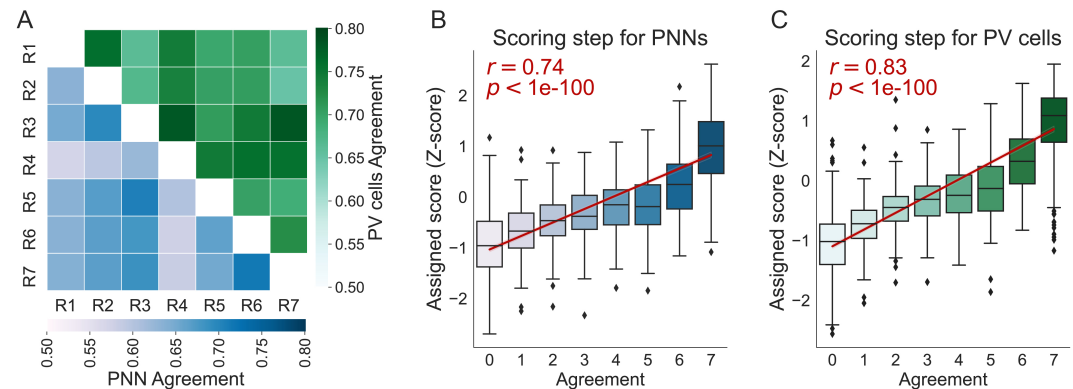 A
R1
R2
R3
R4
R5
R6
R7
R1 R2 R3 R4 R5 R6 R7
0.80
0.75
0.70
0.65
0.60
0.55
0.50
PV cells Agreement
0.50 0.55 0.60 0.65 0.70 0.75 0.80
PNN Agreement
B
Scoring step for PNNs
r = 0.74
p < 1e-100
Assigned score (Z-score)
2
1
0
−1
−2
0 1 2 3 4 5 6 7
Agreement
C
Scoring step for PV cells
r = 0.83
p < 1e-100
Assigned score (Z-score)
2
1
0
−1
−2
0 1 2 3 4 5 6 7
Agreement